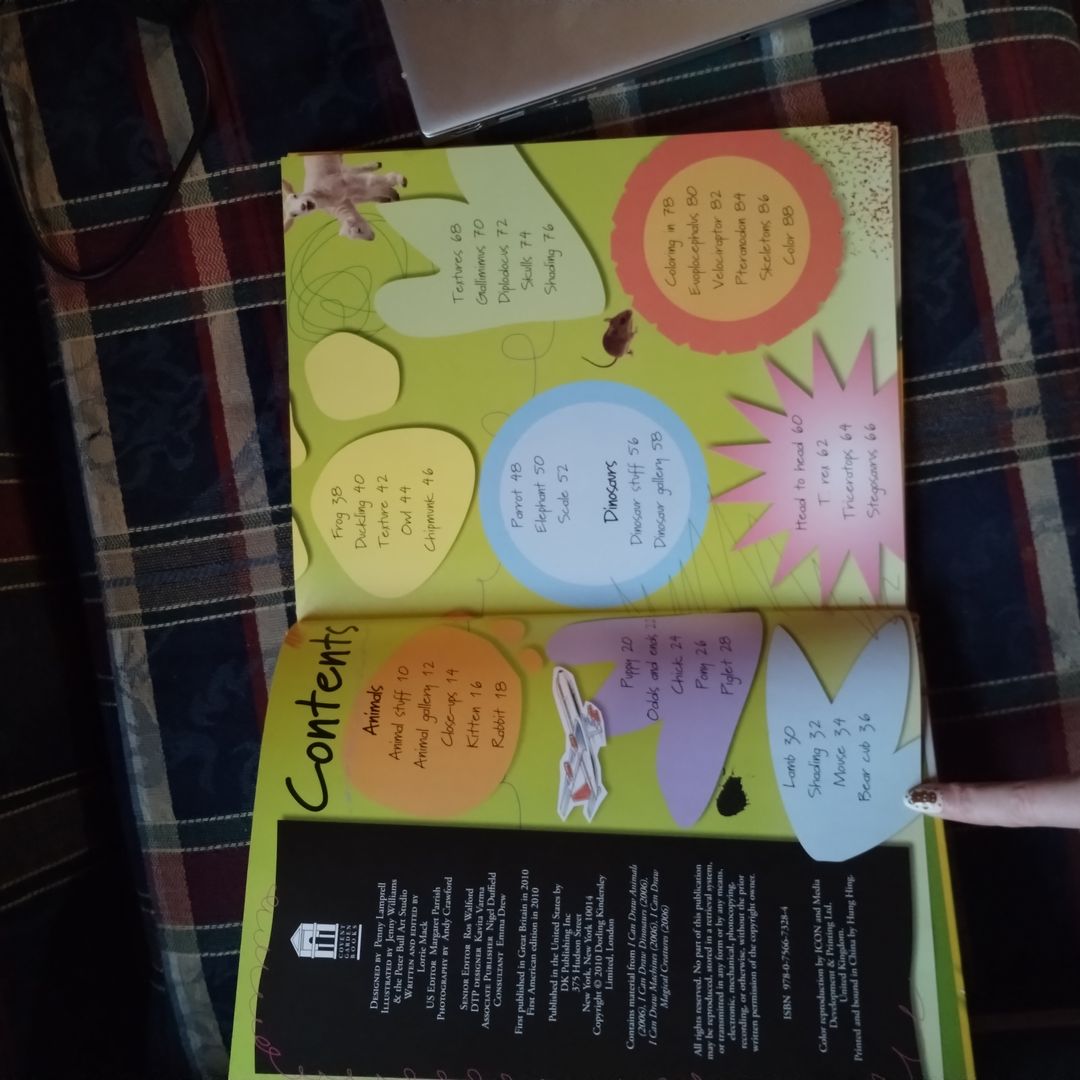 COVENT
GARDEN
BOOKS
DESIGNED BY Penny Lamprell
ILLUSTRATED BY Jenny Williams
& the Peter Bull Art Studio
WRITTEN AND EDITED BY
Lorrie Mack
US EDITOR Margaret Parrish
PHOTOGRAPHY BY Andy Crawford
SENIOR EDITOR Ros Walford
DTP DESIGNER Kavita Varma
ASSOCIATE PUBLISHER Nigel Duffield
CONSULTANT Emma Drew
First published in Great Britain in 2010
First American edition in 2010
Published in the United States by
DK Publishing Inc
375 Hudson Street
New York, New York 10014
Copyright © 2010 Dorling Kindersley
Limited, London
Contains material from I Can Draw Animals
(2006), I Can Draw Dinosaurs (2006),
I Can Draw Machines (2006), I Can Draw
Magical Creatures (2006)
All rights reserved. No part of this publication
may be reproduced, stored in a retrieval system,
or transmitted in any form or by any means,
electronic, mechanical, photocopying,
recording, or otherwise, without the prior
written permission of the copyright owner.
ISBN 978-0-7566-7328-4
Color reproduction by ICON and Media
Development & Printing Ltd.
United Kingdom.
Printed and bound in China by Hung Hing.
Contents
Animals
Animal stuff 10
Animal gallery 12
Close-ups 14
Kitten 16
Rabbit 18
Puppy 20
Odds and ends 22
Chick 24
Pony 26
Piglet 28
Lamb 30
Shading 32
Mouse 34
Bear cub 36
Frog 38
Duckling 40
Texture 42
Owl 44
Chipmunk 46
Parrot 48
Elephant 50
Scale 52
Dinosaurs
Dinosaur stuff 56
Dinosaur gallery 58
Head to head 60
T. rex 62
Triceratops 64
Stegosaurus 66
Textures 68
Gallimimus 70
Diplodocus 72
Skulls 74
Shading 76
Coloring in 78
Euoplocephalus 80
Velociraptor 82
Pteranodon 84
Skeletons 86
Color 88